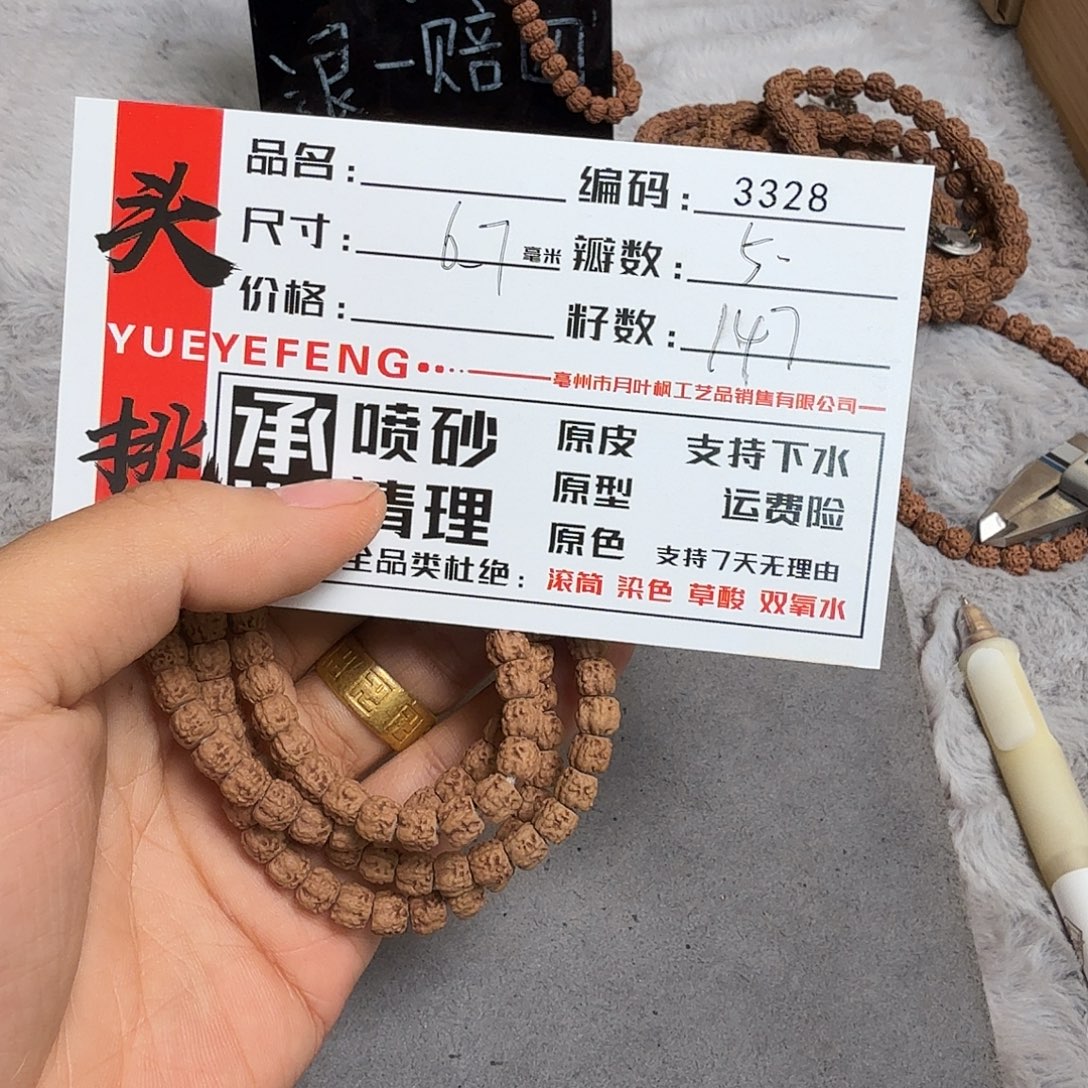 滚一赔
头挑
品名：
编码：3328
尺寸：6-7毫米
瓣数：5-
价格：
籽数：147
YUEYEFENG
亳州市月叶枫工艺品销售有限公司
承
喷砂
清理
原皮
原型
原色
支持下水
运费险
支持7天无理由
全品类杜绝：滚筒 染色 草酸 双氧水